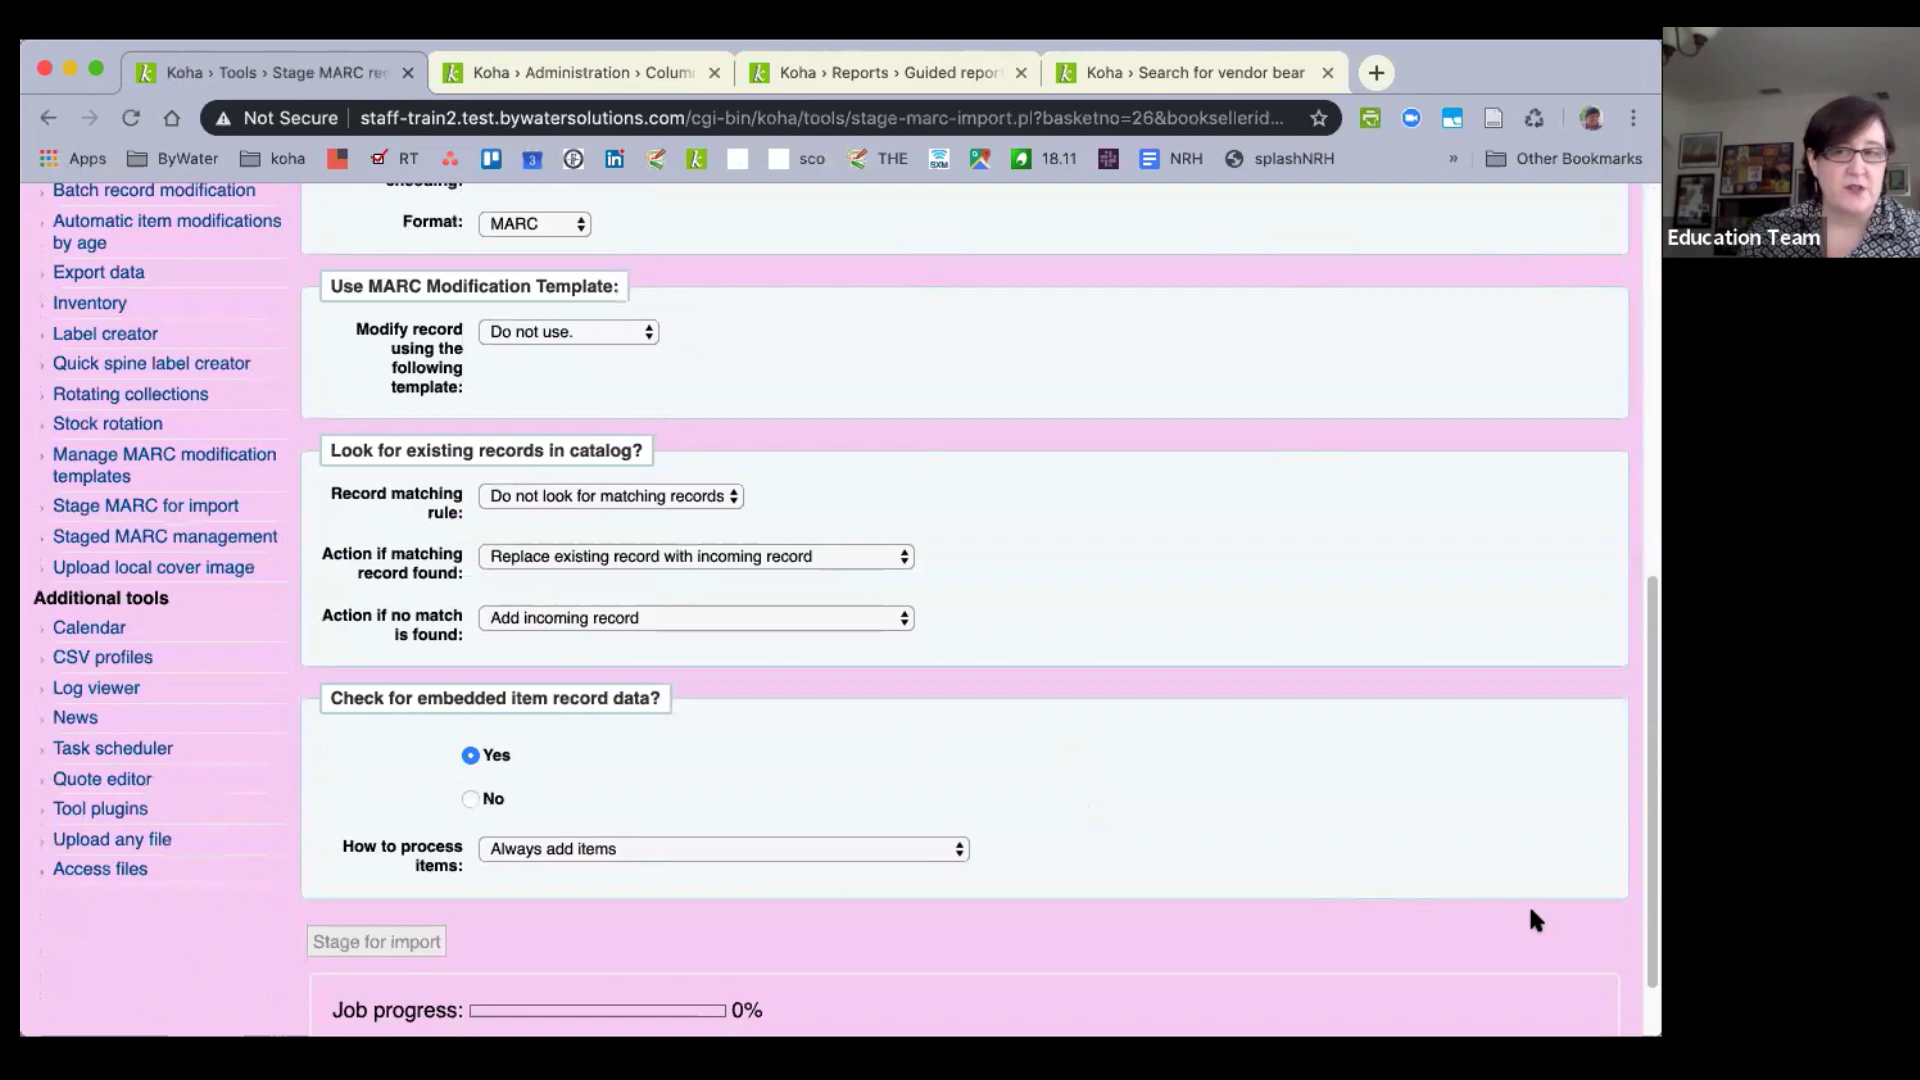 Koha › Tools › Stage MARC rec
Koha › Administration › Colum
Koha › Reports › Guided repor
Koha › Search for vendor bear
Not Secure
staff-train2.test.bywatersolutions.com/cgi-bin/koha/tools/stage-marc-import.pl?basketno=26&booksellerid...
Apps
ByWater
koha
RT
3
sco
THE
SXM
18.11
NRH
splashNRH
»
Other Bookmarks
Education Team
Batch record modification
Automatic item modifications
by age
Export data
Inventory
Label creator
Quick spine label creator
Rotating collections
Stock rotation
Manage MARC modification
templates
Stage MARC for import
Staged MARC management
Upload local cover image
Additional tools
Calendar
CSV profiles
Log viewer
News
Task scheduler
Quote editor
Tool plugins
Upload any file
Access files
Format:
MARC
Use MARC Modification Template:
Modify record
using the
following
template:
Do not use.
Look for existing records in catalog?
Record matching
rule:
Do not look for matching records
Action if matching
record found:
Replace existing record with incoming record
Action if no match
is found:
Add incoming record
Check for embedded item record data?
Yes
No
How to process
items:
Always add items
Stage for import
Job progress:
0%